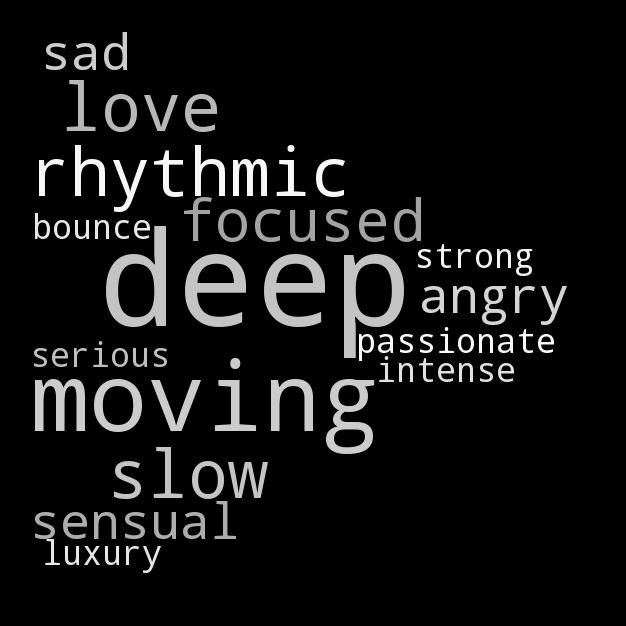 sad
love
rhythmic
bounce focused
deep strong
angry
passionate
serious intense
moving
slow
sensual
luxury